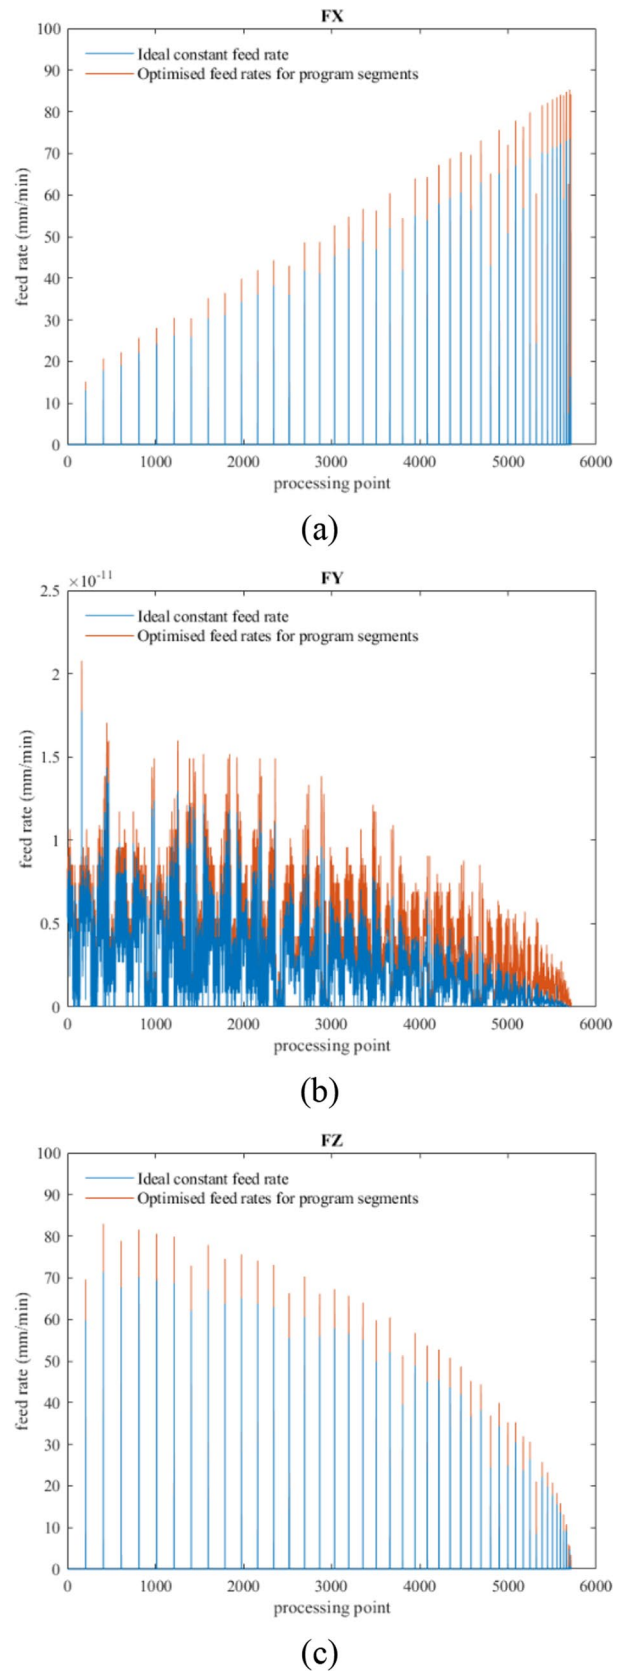 FX
100
90
80
70
60
50
40
30
20
10
0
feed rate (mm/min)
Ideal constant feed rate
Optimised feed rates for program segments
0 1000 2000 3000 4000 5000 6000
processing point
(a)
×10-11
FY
2.5
2
1.5
1
0.5
0
feed rate (mm/min)
Ideal constant feed rate
Optimised feed rates for program segments
0 1000 2000 3000 4000 5000 6000
processing point
(b)
FZ
100
90
80
70
60
50
40
30
20
10
0
feed rate (mm/min)
Ideal constant feed rate
Optimised feed rates for program segments
0 1000 2000 3000 4000 5000 6000
processing point
(c)